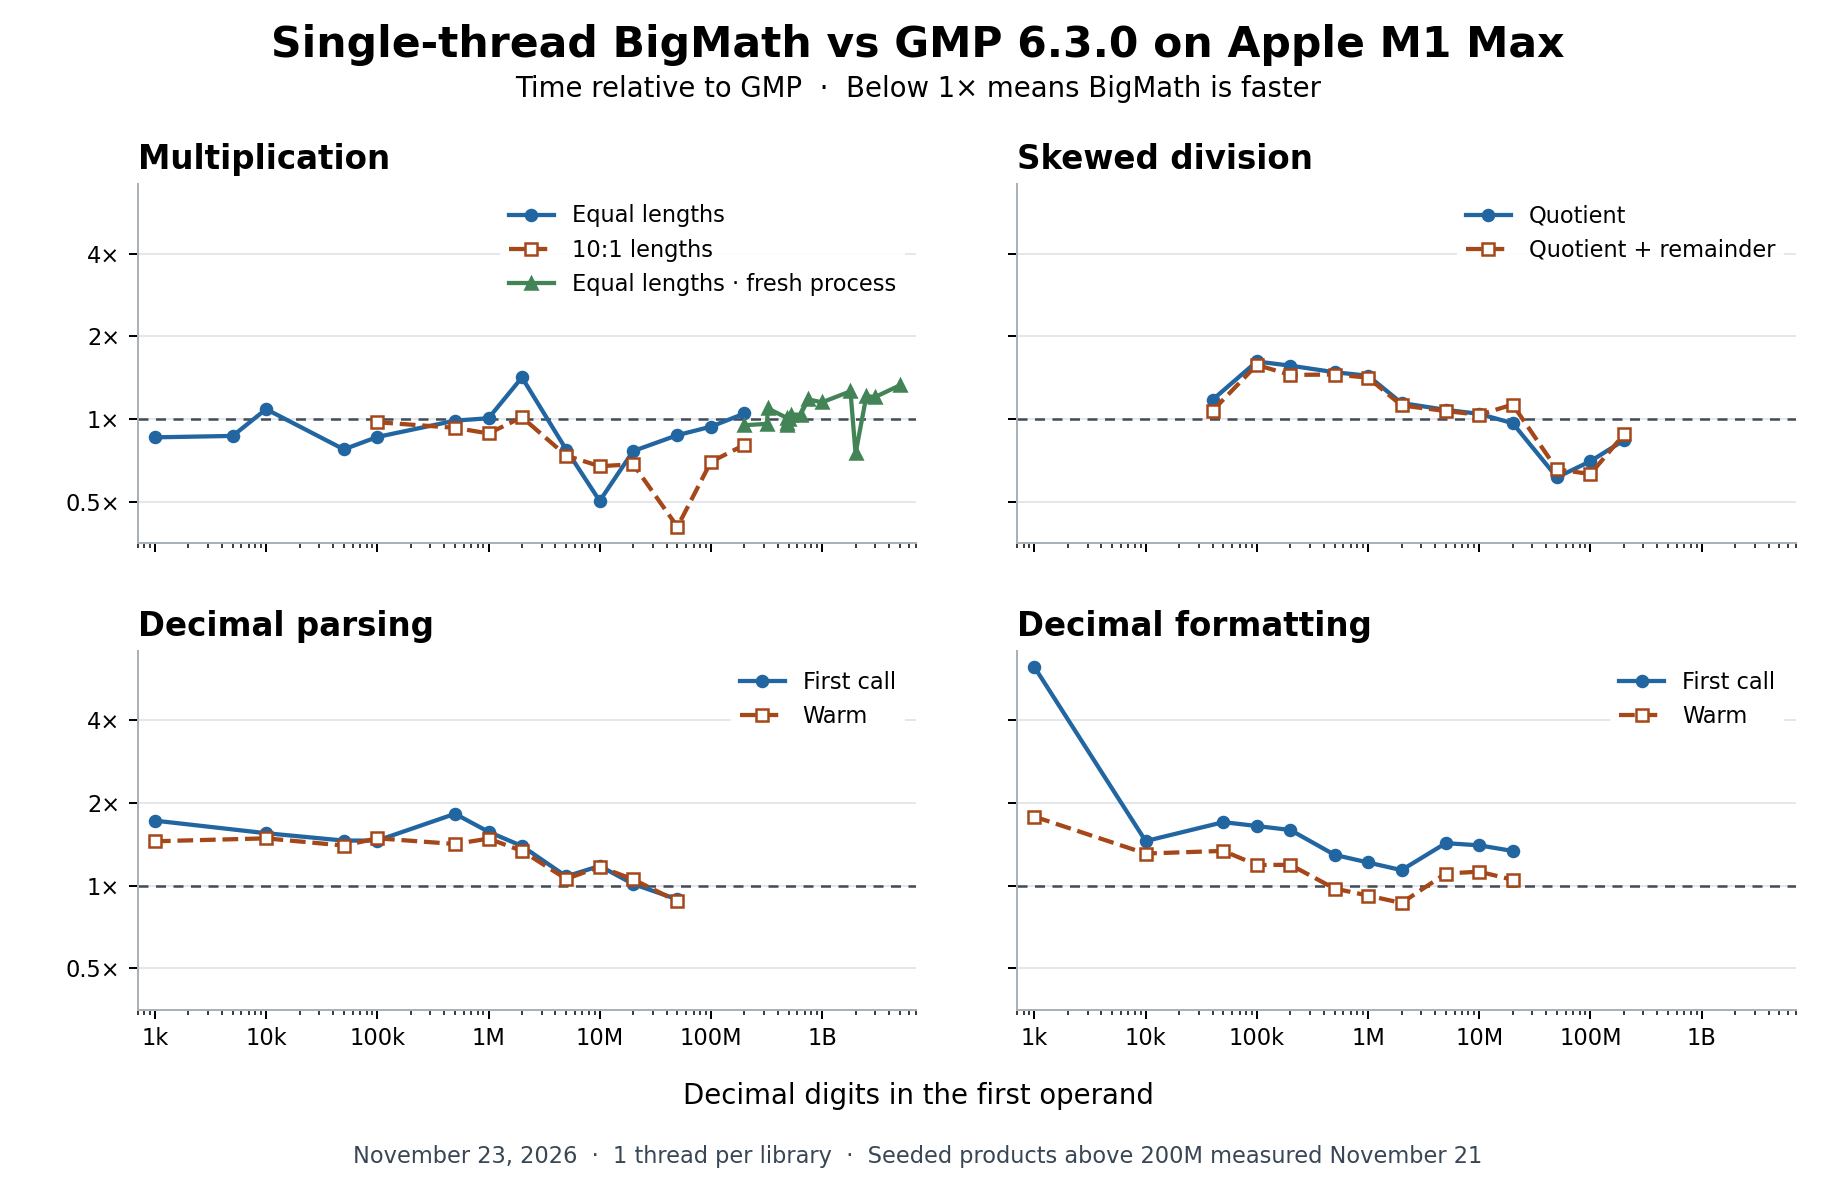 Single-thread BigMath vs GMP 6.3.0 on Apple M1 Max
Time relative to GMP · Below 1× means BigMath is faster
Multiplication
Equal lengths
10:1 lengths
Equal lengths · fresh process
4×
2×
1×
0.5×
Skewed division
Quotient
Quotient + remainder
Decimal parsing
First call
Warm
4×
2×
1×
0.5×
1k 10k 100k 1M 10M 100M 1B
Decimal formatting
First call
Warm
1k 10k 100k 1M 10M 100M 1B
Decimal digits in the first operand
November 23, 2026 · 1 thread per library · Seeded products above 200M measured November 21